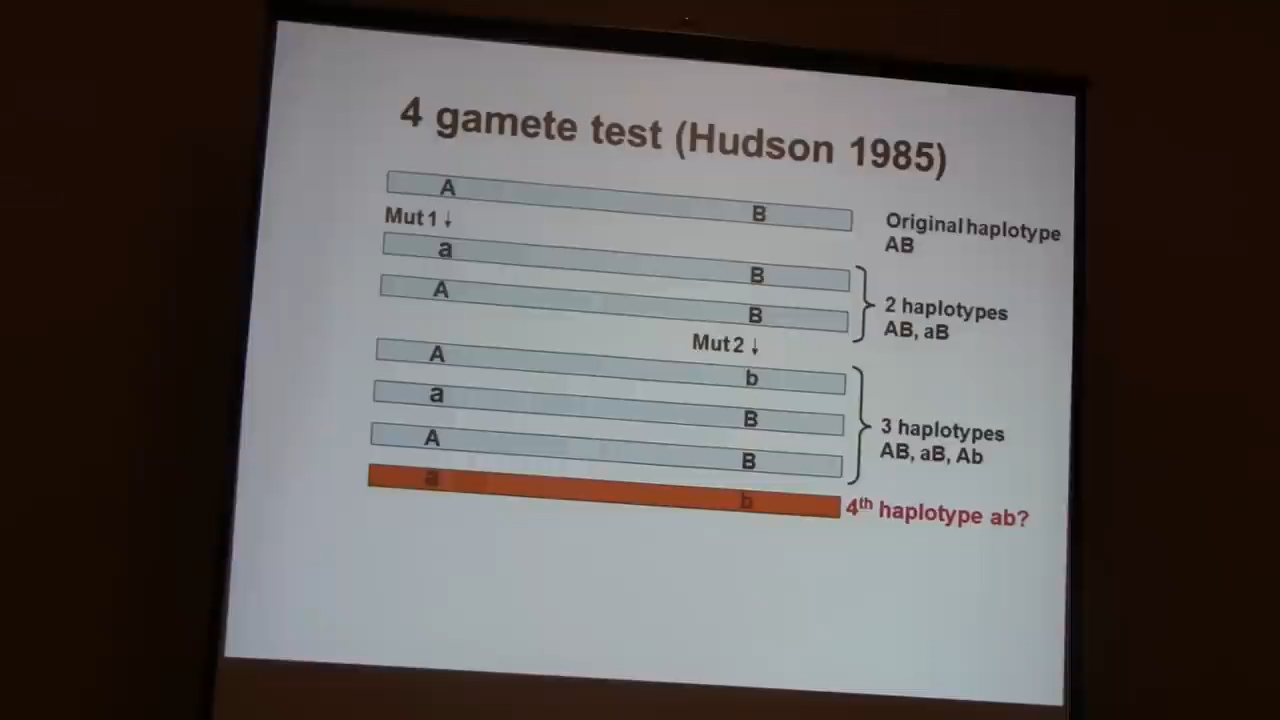 4 gamete test (Hudson 1985)
A B
Original haplotype
AB
Mut 1 ↓
a B
A B
2 haplotypes
AB, aB
Mut 2 ↓
A b
a B
A B
3 haplotypes
AB, aB, Ab
a b
4th haplotype ab?